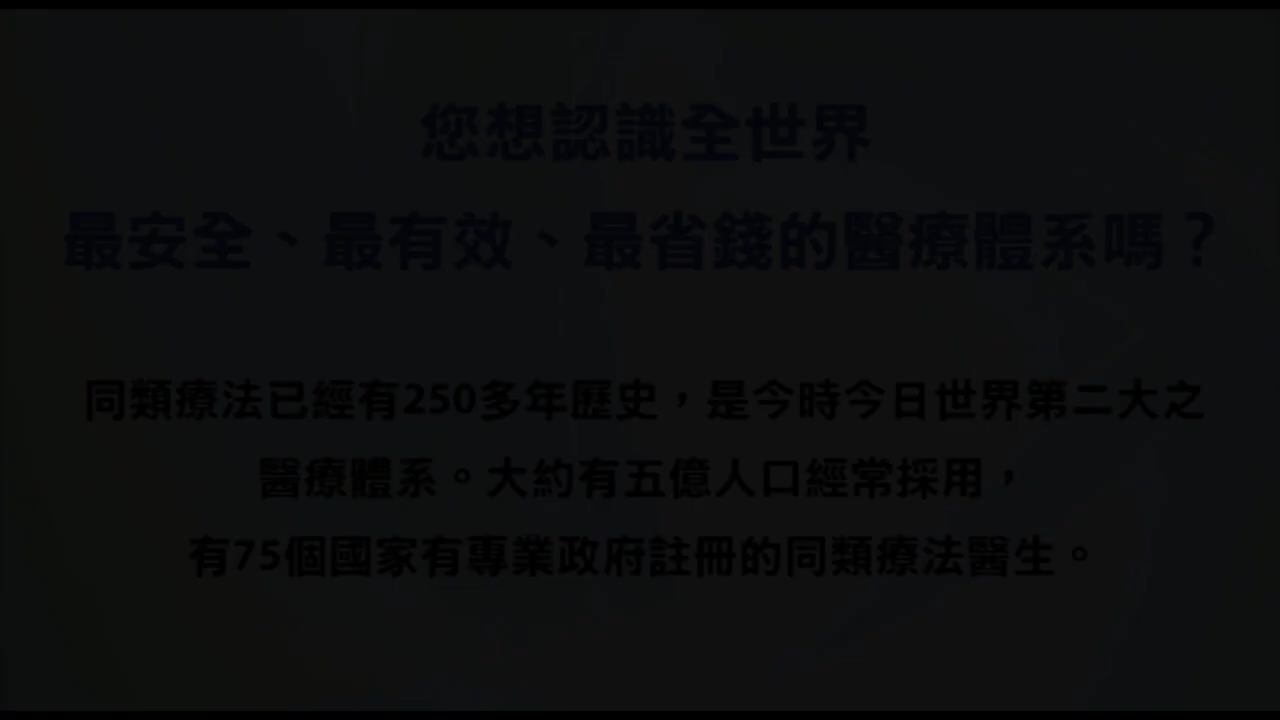 您想認識全世界
最安全、最有效、最省錢的醫療體系嗎？
同類療法已經有250多年歷史，是今時今日世界第二大之
醫療體系。大約有五億人口經常採用，
有75個國家有專業政府註冊的同類療法醫生。